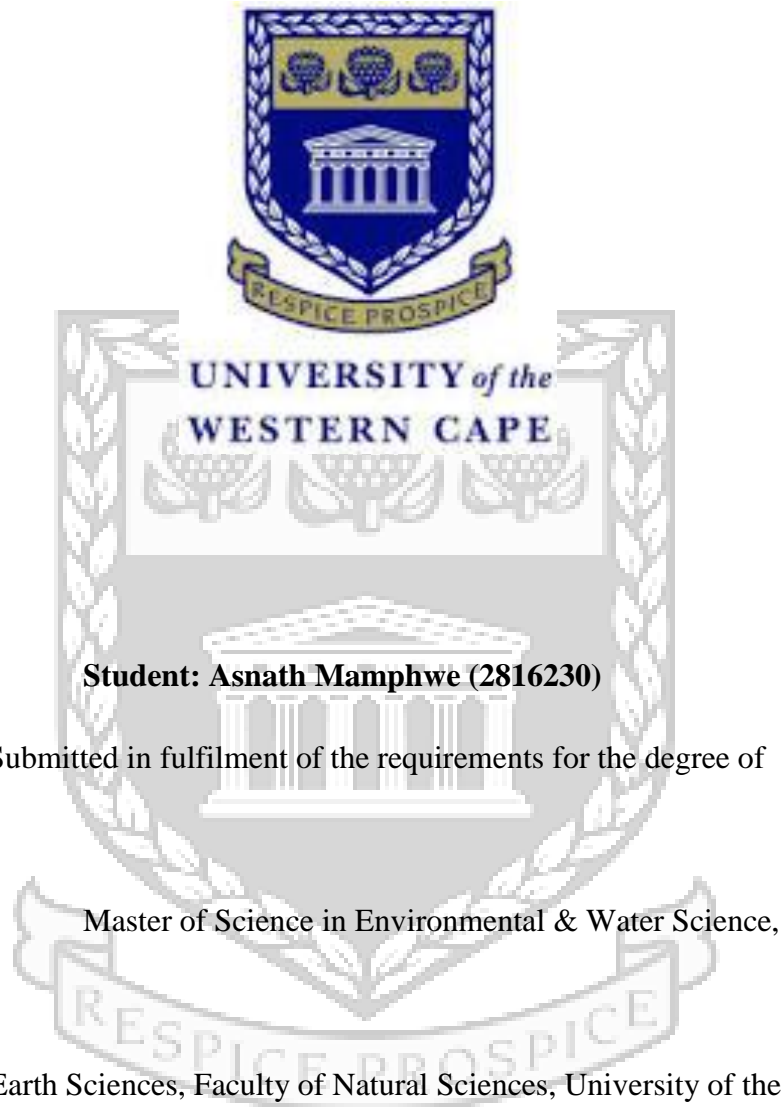 RESPICE PROSPICE
UNIVERSITY of the
WESTERN CAPE
Student: Asnath Mamphwe (2816230)
Submitted in fulfilment of the requirements for the degree of
Master of Science in Environmental & Water Science,
RESPICE PROSPICE
Earth Sciences, Faculty of Natural Sciences, University of the